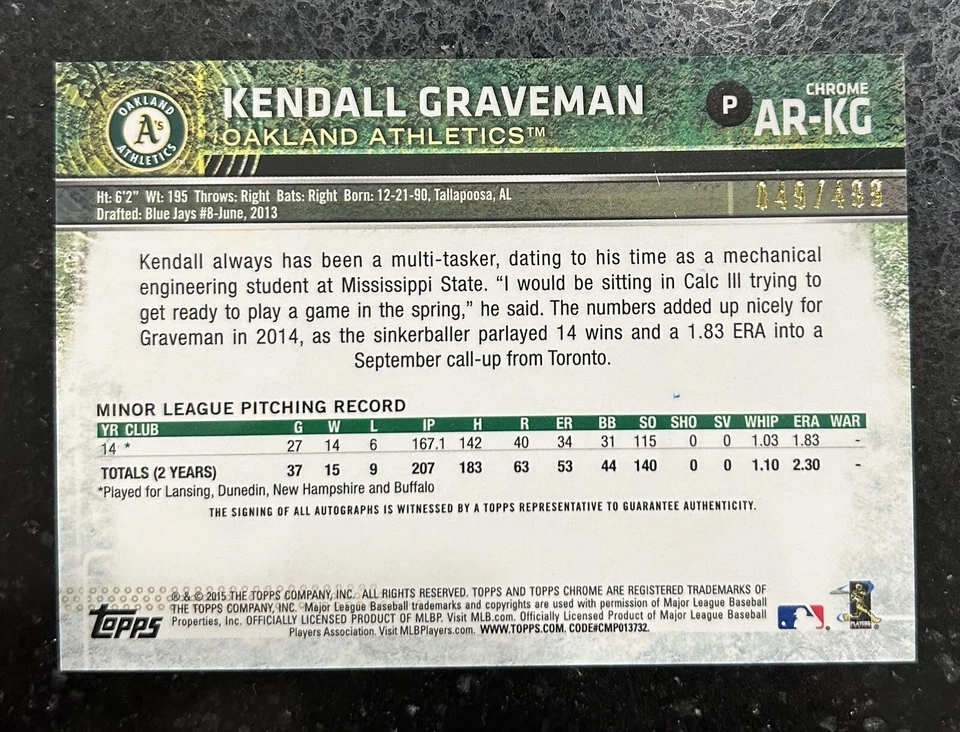 OAKLAND
A's
ATHLETICS
KENDALL GRAVEMAN
OAKLAND ATHLETICS™
P
CHROME
AR-KG
Ht: 6'2" Wt: 195 Throws: Right Bats: Right Born: 12-21-90, Tallapoosa, AL
Drafted: Blue Jays #8-June, 2013
049/499
Kendall always has been a multi-tasker, dating to his time as a mechanical
engineering student at Mississippi State. “I would be sitting in Calc III trying to
get ready to play a game in the spring,” he said. The numbers added up nicely for
Graveman in 2014, as the sinkerballer parlayed 14 wins and a 1.83 ERA into a
September call-up from Toronto.
MINOR LEAGUE PITCHING RECORD
YR CLUB G W L IP H R ER BB SO SHO SV WHIP ERA WAR
14 * 27 14 6 167.1 142 40 34 31 115 0 0 1.03 1.83 -
TOTALS (2 YEARS) 37 15 9 207 183 63 53 44 140 0 0 1.10 2.30 -
*Played for Lansing, Dunedin, New Hampshire and Buffalo
THE SIGNING OF ALL AUTOGRAPHS IS WITNESSED BY A TOPPS REPRESENTATIVE TO GUARANTEE AUTHENTICITY.
® & © 2015 THE TOPPS COMPANY, INC. ALL RIGHTS RESERVED. TOPPS AND TOPPS CHROME ARE REGISTERED TRADEMARKS OF
THE TOPPS COMPANY, INC. Major League Baseball trademarks and copyrights are used with permission of Major League Baseball
Properties, Inc. OFFICIALLY LICENSED PRODUCT OF MLBP. Visit MLB.com. Officially Licensed Product of Major League Baseball
Players Association. Visit MLBPlayers.com. WWW.TOPPS.COM. CODE#CMP013732.
TOPPS
PLAYERS